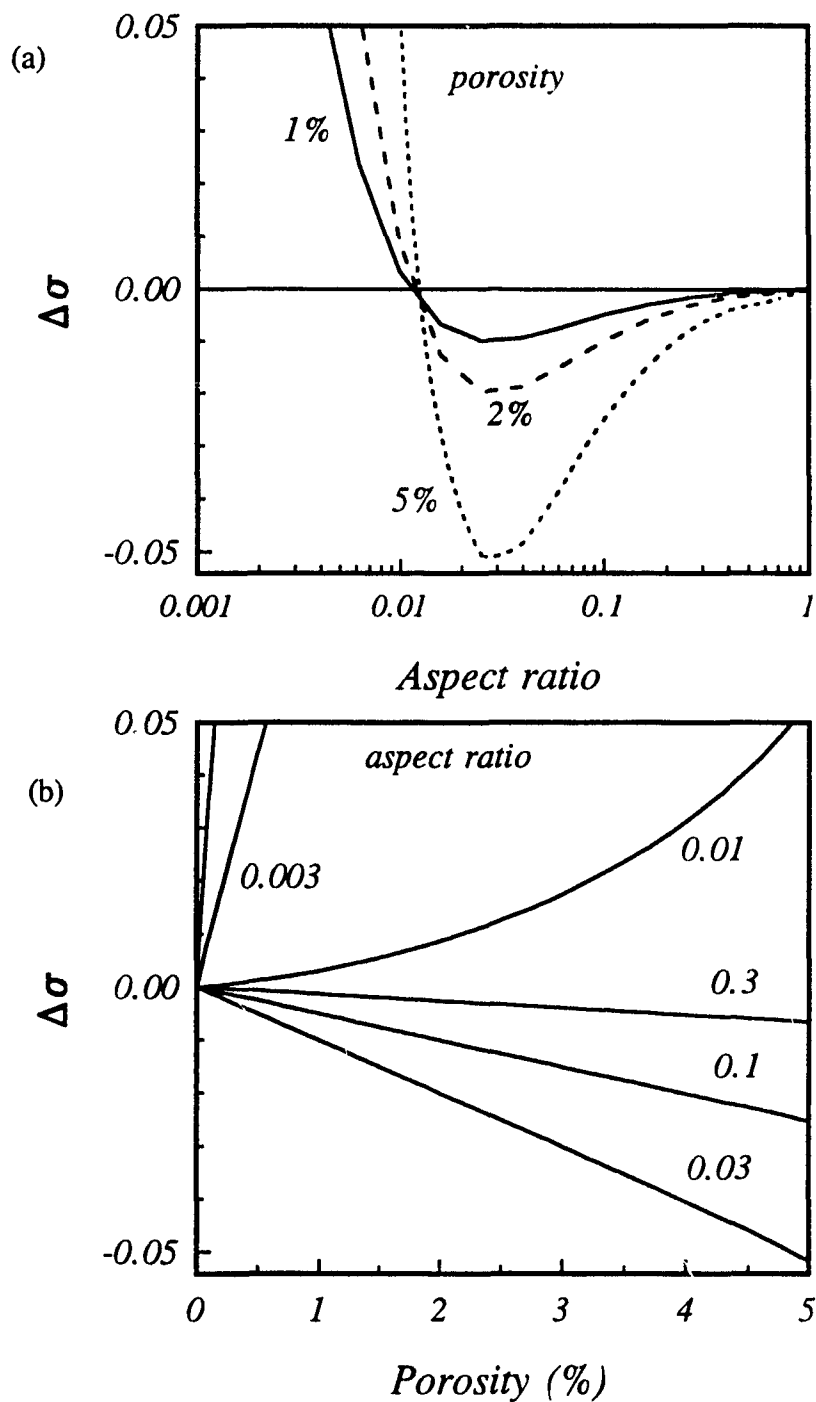 (a)
0.05
porosity
1%
0.00
Δσ
2%
5%
-0.05
0.001 0.01 0.1 1
Aspect ratio
0.05
aspect ratio
(b)
0.01
0.003
0.00
0.3
Δσ
0.1
0.03
-0.05
0 1 2 3 4 5
Porosity (%)